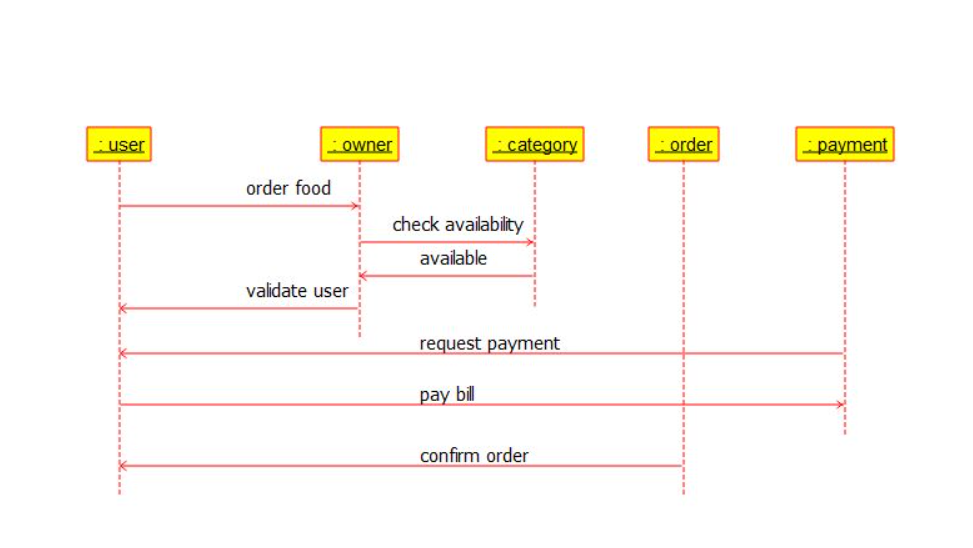 : user
: owner
: category
: order
: payment
order food
check availability
available
validate user
request payment
pay bill
confirm order